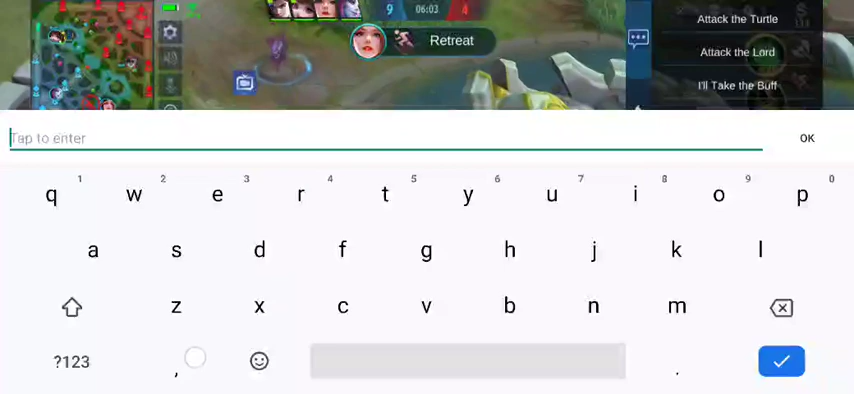 9 06:03 4
Retreat
Attack the Turtle
Attack the Lord
I'll Take the Buff
Tap to enter
OK
1 2 3 4 5 6 7 8 9 0
q w e r t y u i o p
a s d f g h j k l
z x c v b n m
?123 , .